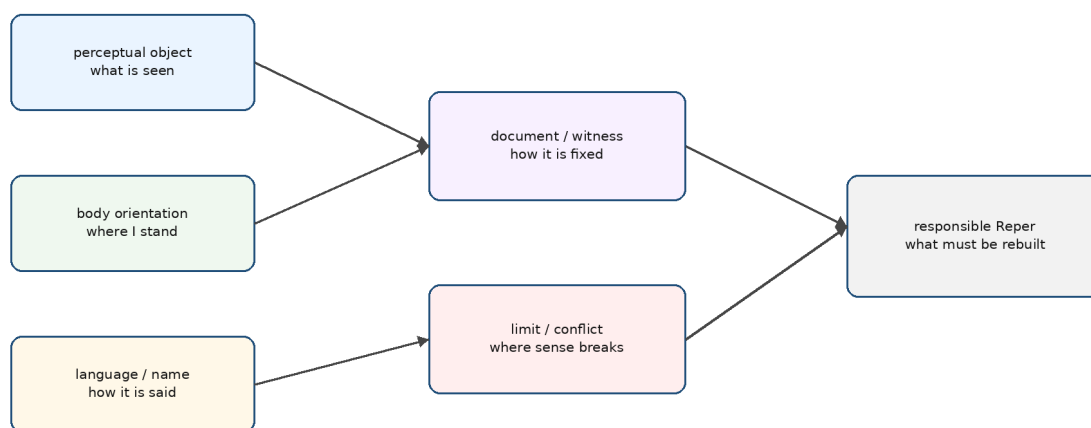 perceptual object
what is seen
body orientation
where I stand
language / name
how it is said
document / witness
how it is fixed
limit / conflict
where sense breaks
responsible Reper
what must be rebuilt